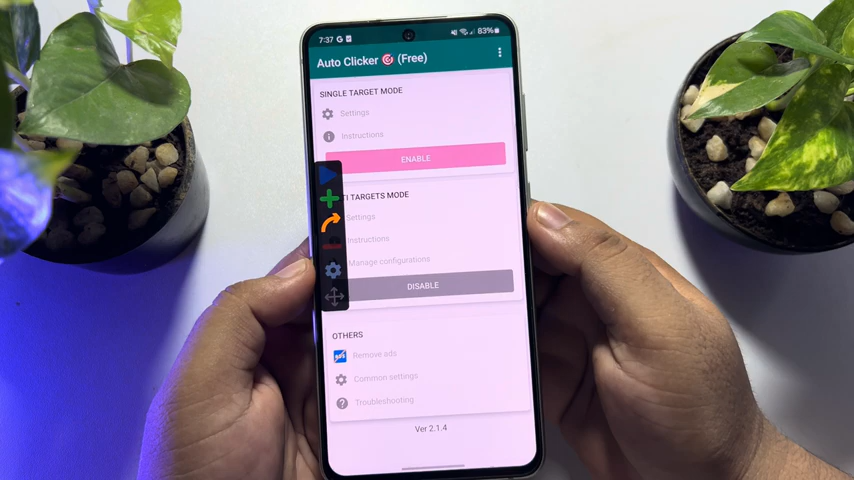 7:37 G 83%
Auto Clicker (Free)
SINGLE TARGET MODE
Settings
Instructions
ENABLE
TI TARGETS MODE
Settings
Instructions
Manage configurations
DISABLE
OTHERS
Remove ads
Common settings
Troubleshooting
Ver 2.1.4